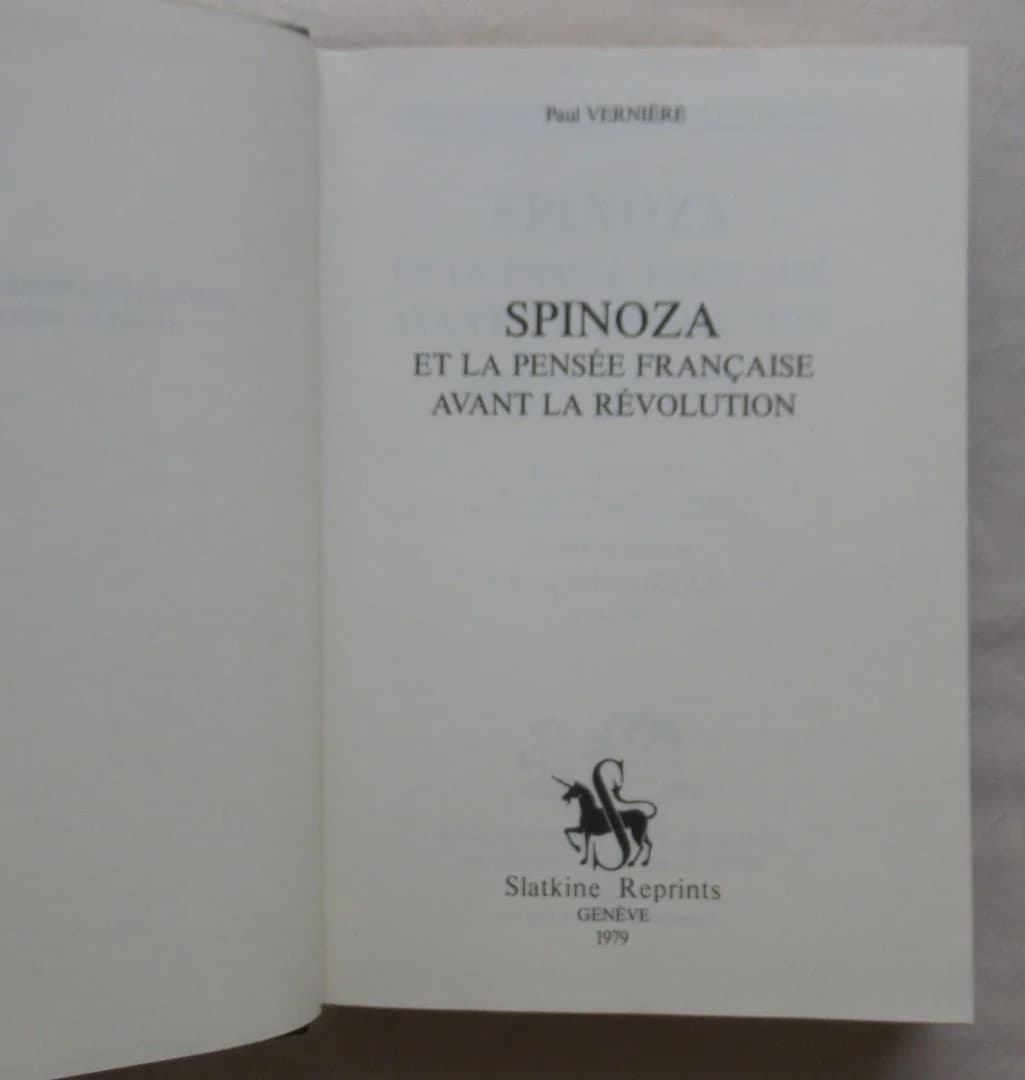 Paul VERNIÈRE
SPINOZA
ET LA PENSÉE FRANÇAISE
AVANT LA RÉVOLUTION
Slatkine Reprints
GENÈVE
1979